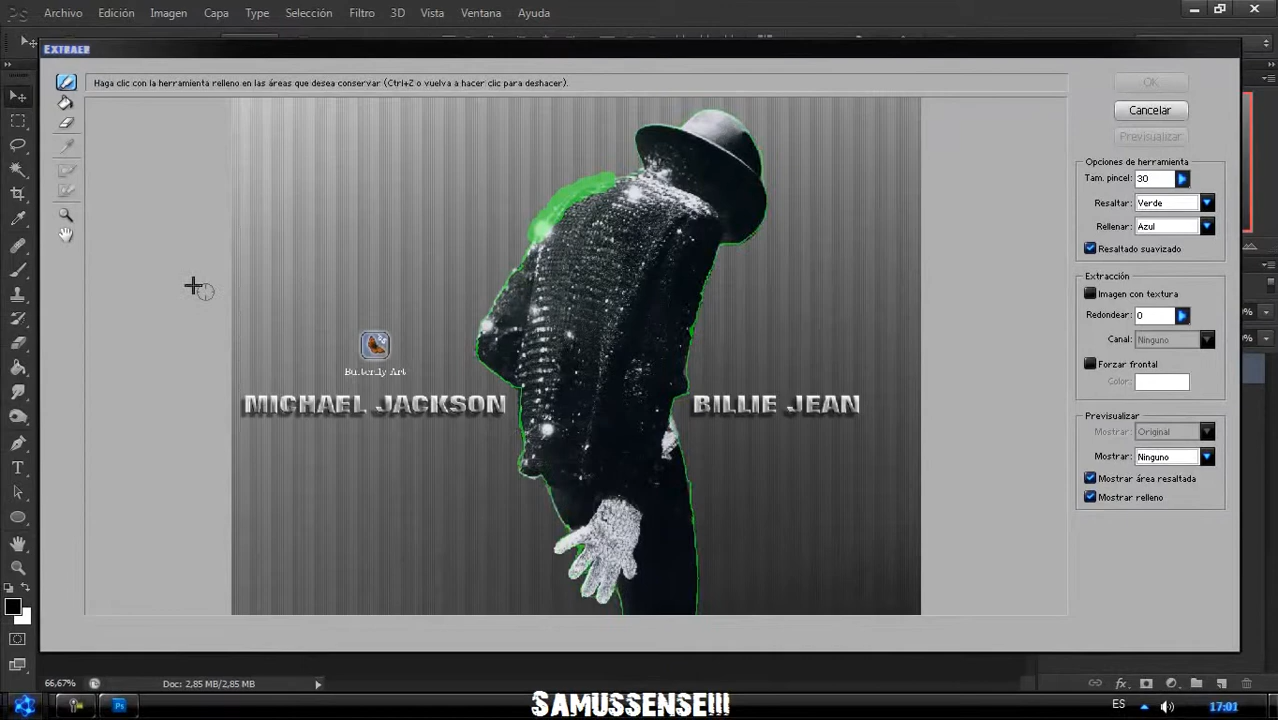 Archivo Edición Imagen Capa Type Selección Filtro 3D Vista Ventana Ayuda
Extraer
Haga clic con la herramienta relleno en las áreas que desea conservar (Ctrl+Z o vuelva a hacer clic para deshacer).
OK
Cancelar
Previsualizar
Opciones de herramienta
Tam. pincel: 30
Resaltar: Verde
Rellenar: Azul
Resaltado suavizado
Extracción
Imagen con textura
Redondear: 0
Canal: Ninguno
Forzar frontal
Color:
Previsualizar
Mostrar: Original
Mostrar: Ninguno
Mostrar área resaltada
Mostrar relleno
Butterfly Art
MICHAEL JACKSON BILLIE JEAN
66,67% Doc: 2,85 MB/2,85 MB
fx
SAMUSSENSE!!!
Ps
ES 17:01